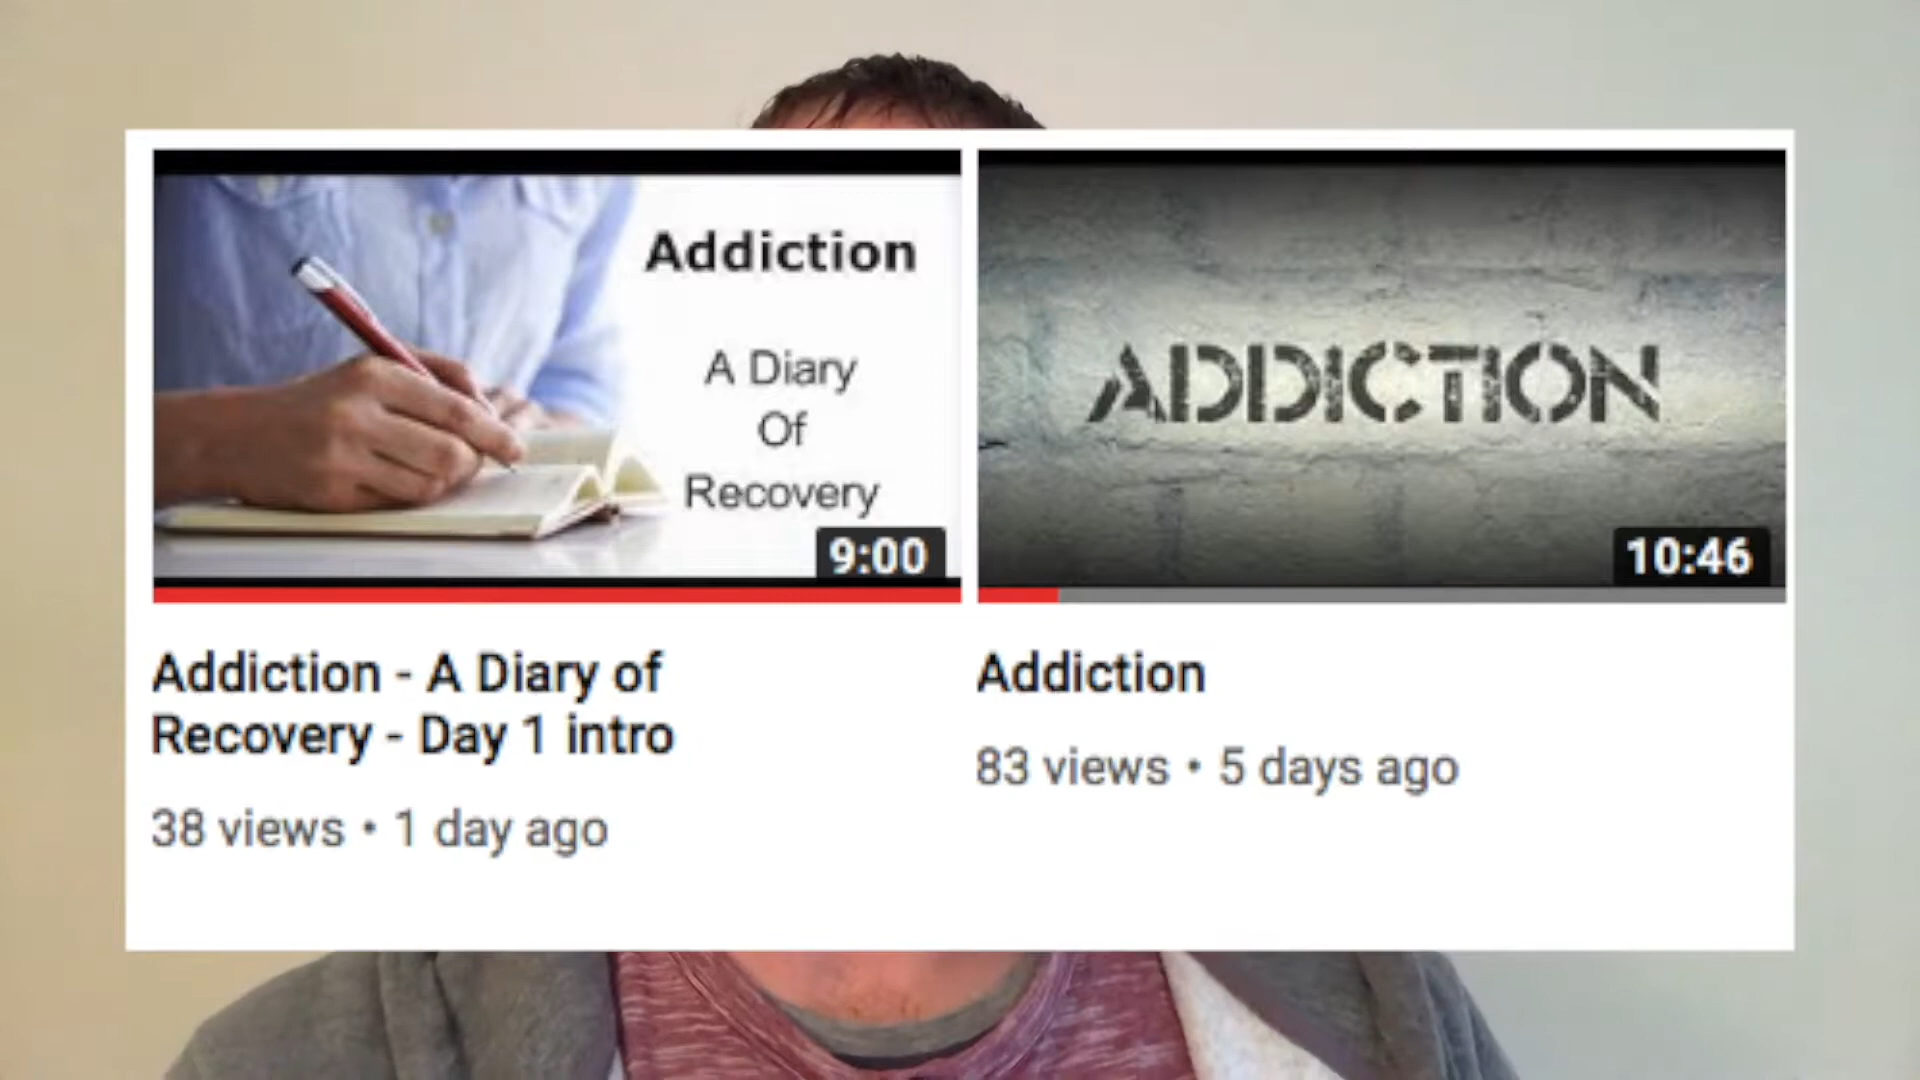 Addiction
A Diary
Of
Recovery
9:00
ADDICTION
10:46
Addiction - A Diary of
Recovery - Day 1 intro
38 views • 1 day ago
Addiction
83 views • 5 days ago